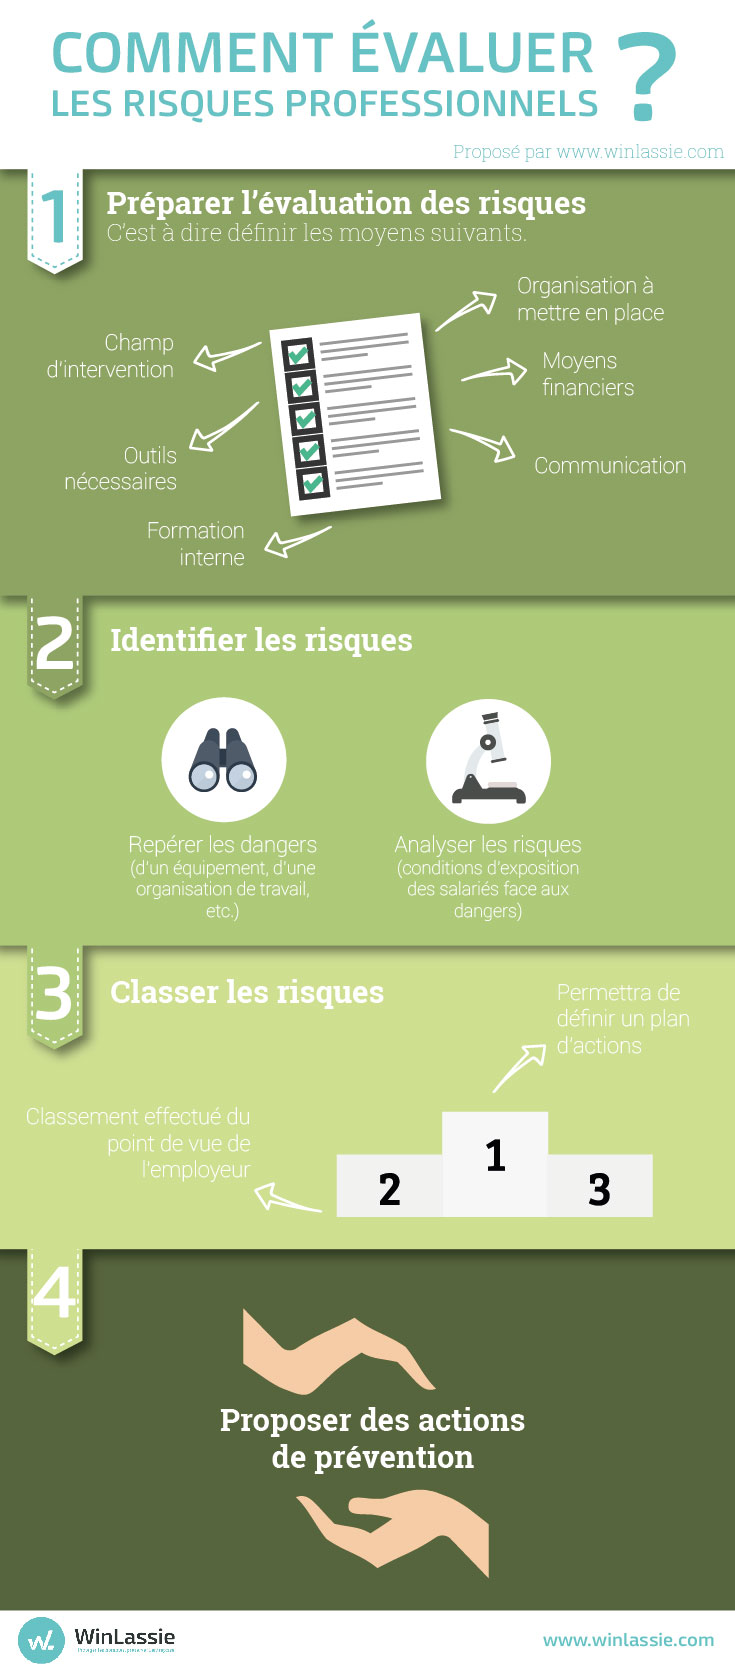 COMMENT ÉVALUER
LES RISQUES PROFESSIONNELS ?
Proposé par www.winlassie.com
1
Préparer l'évaluation des risques
C'est à dire définir les moyens suivants.
Organisation à
mettre en place
Champ
d'intervention
Moyens
financiers
Outils
nécessaires
Communication
Formation
interne
2
Identifier les risques
Repérer les dangers
(d'un équipement, d'une
organisation de travail,
etc.)
Analyser les risques
(conditions d'exposition
des salariés face aux
dangers)
3
Classer les risques
Permettra de
définir un plan
d'actions
Classement effectué du
point de vue de
l'employeur
1
2
3
4
Proposer des actions
de prévention
WinLassie
www.winlassie.com